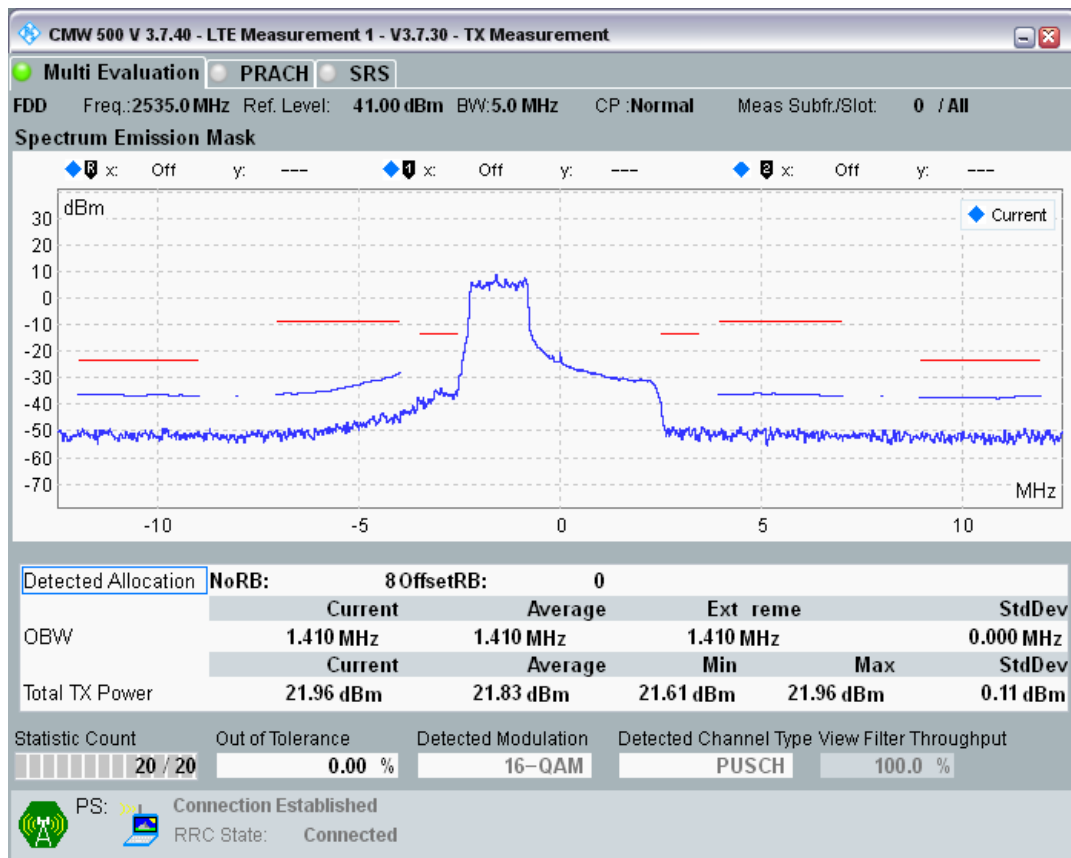 CMW 500 V 3.7.40 - LTE Measurement 1 - V3.7.30 - TX Measurement
Multi Evaluation PRACH SRS
FDD Freq.:2535.0 MHz Ref. Level: 41.00 dBm BW:5.0 MHz CP :Normal Meas Subfr./Slot: 0 / All
Spectrum Emission Mask
R x: Off y: --- 1 x: Off y: --- 2 x: Off y: ---
dBm
Current
30
20
10
0
-10
-20
-30
-40
-50
-60
-70
MHz
-10 -5 0 5 10
Detected Allocation NoRB: 8 OffsetRB: 0
Current Average Ext reme StdDev
OBW 1.410 MHz 1.410 MHz 1.410 MHz 0.000 MHz
Current Average Min Max StdDev
Total TX Power 21.96 dBm 21.83 dBm 21.61 dBm 21.96 dBm 0.11 dBm
Statistic Count Out of Tolerance Detected Modulation Detected Channel Type View Filter Throughput
20 / 20 0.00 % 16-QAM PUSCH 100.0 %
PS: Connection Established
RRC State: Connected